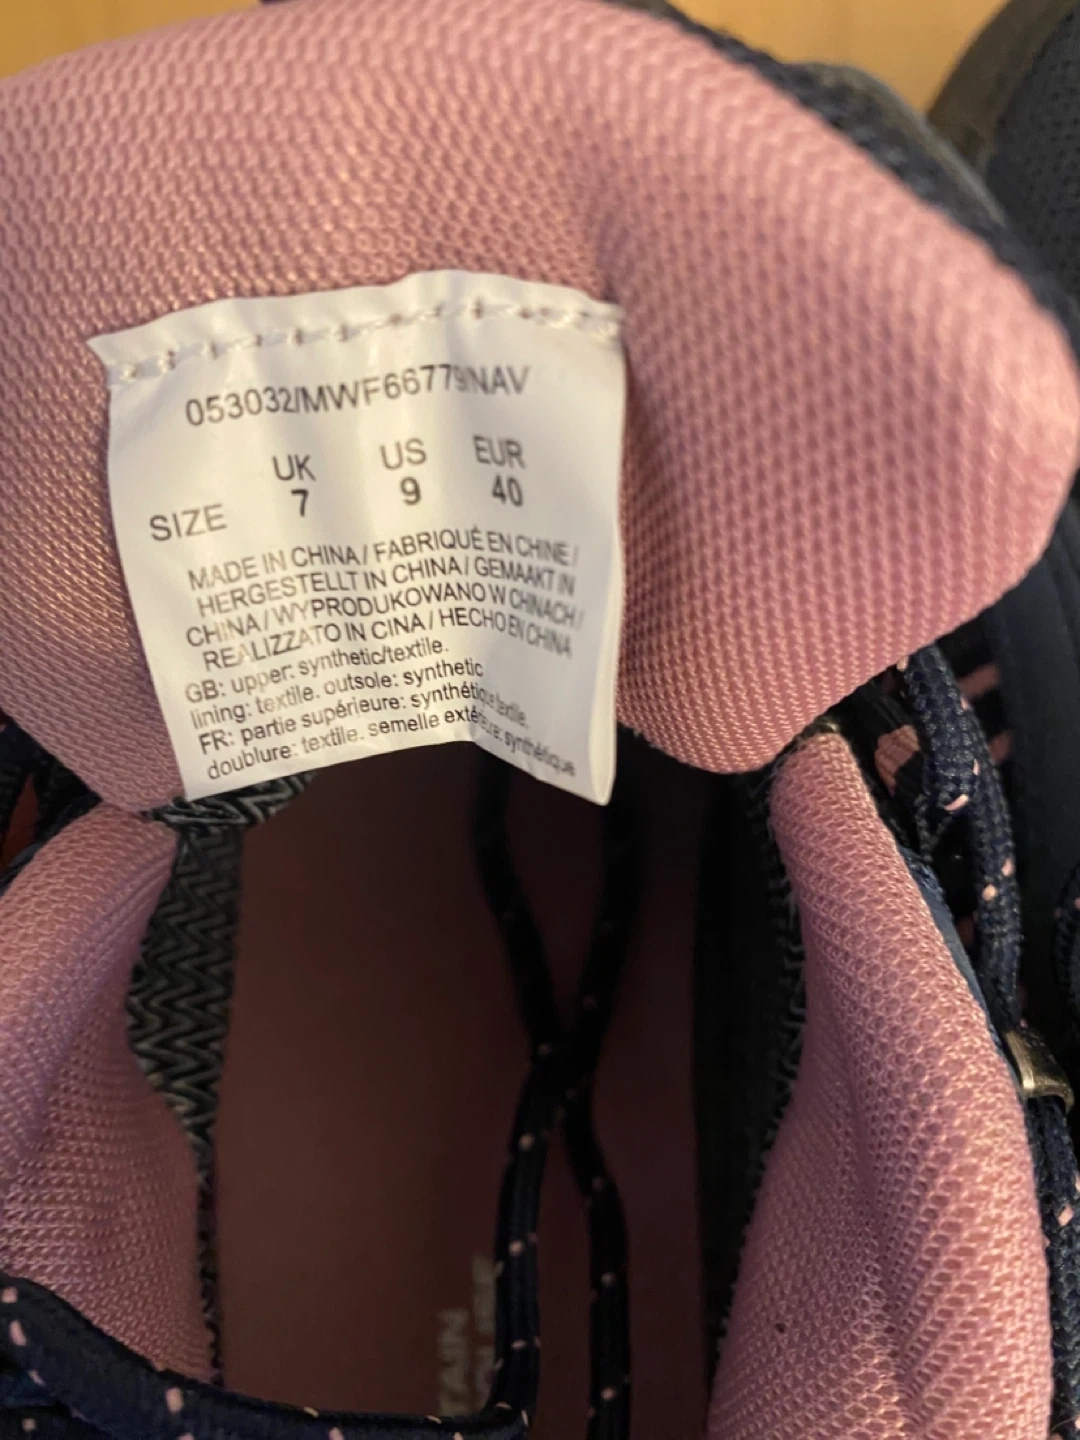 053032/MWF66779/NAV
UK US EUR
SIZE 7 9 40
MADE IN CHINA / FABRIQUÉ EN CHINE /
HERGESTELLT IN CHINA / GEMAAKT IN
CHINA / WYPRODUKOWANO W CHINACH /
REALIZZATO IN CINA / HECHO EN CHINA
GB: upper: synthetic/textile.
lining: textile. outsole: synthetic
FR: partie supérieure: synthétique textile.
doublure: textile. semelle extérieure: synthétique